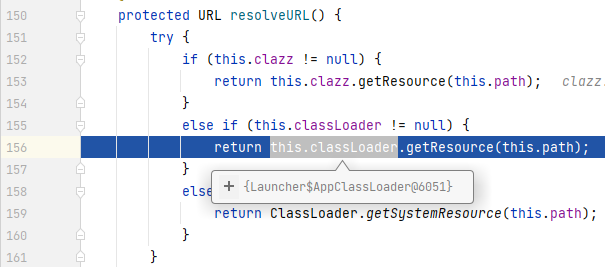 150 protected URL resolveURL() {
151 try {
152 if (this.clazz != null) {
153 return this.clazz.getResource(this.path); clazz.
154 }
155 else if (this.classLoader != null) {
156 return this.classLoader.getResource(this.path);
157 }
+ {Launcher$AppClassLoader@6051}
158 else
159 return ClassLoader.getSystemResource(this.path);
160 }
161 }